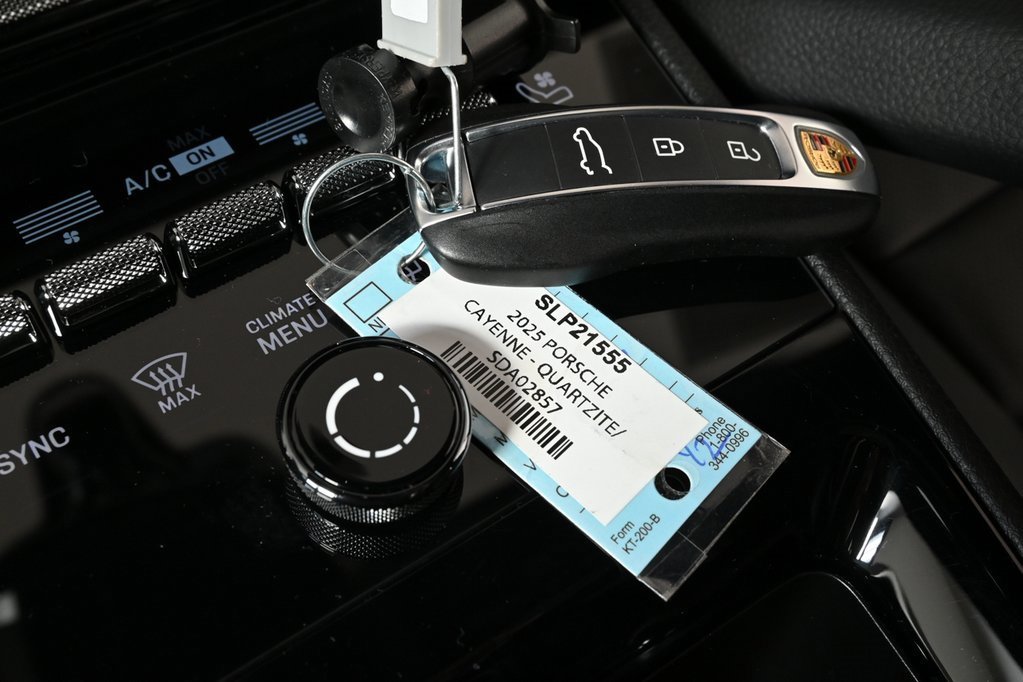 MAX
A/C ON
OFF
CLIMATE
MENU
MAX
SYNC
SLP21555
2025 PORSCHE
CAYENNE - QUARTZITE/
SDA02857
Phone
1-800-
344-0996
Form
KT-200-B